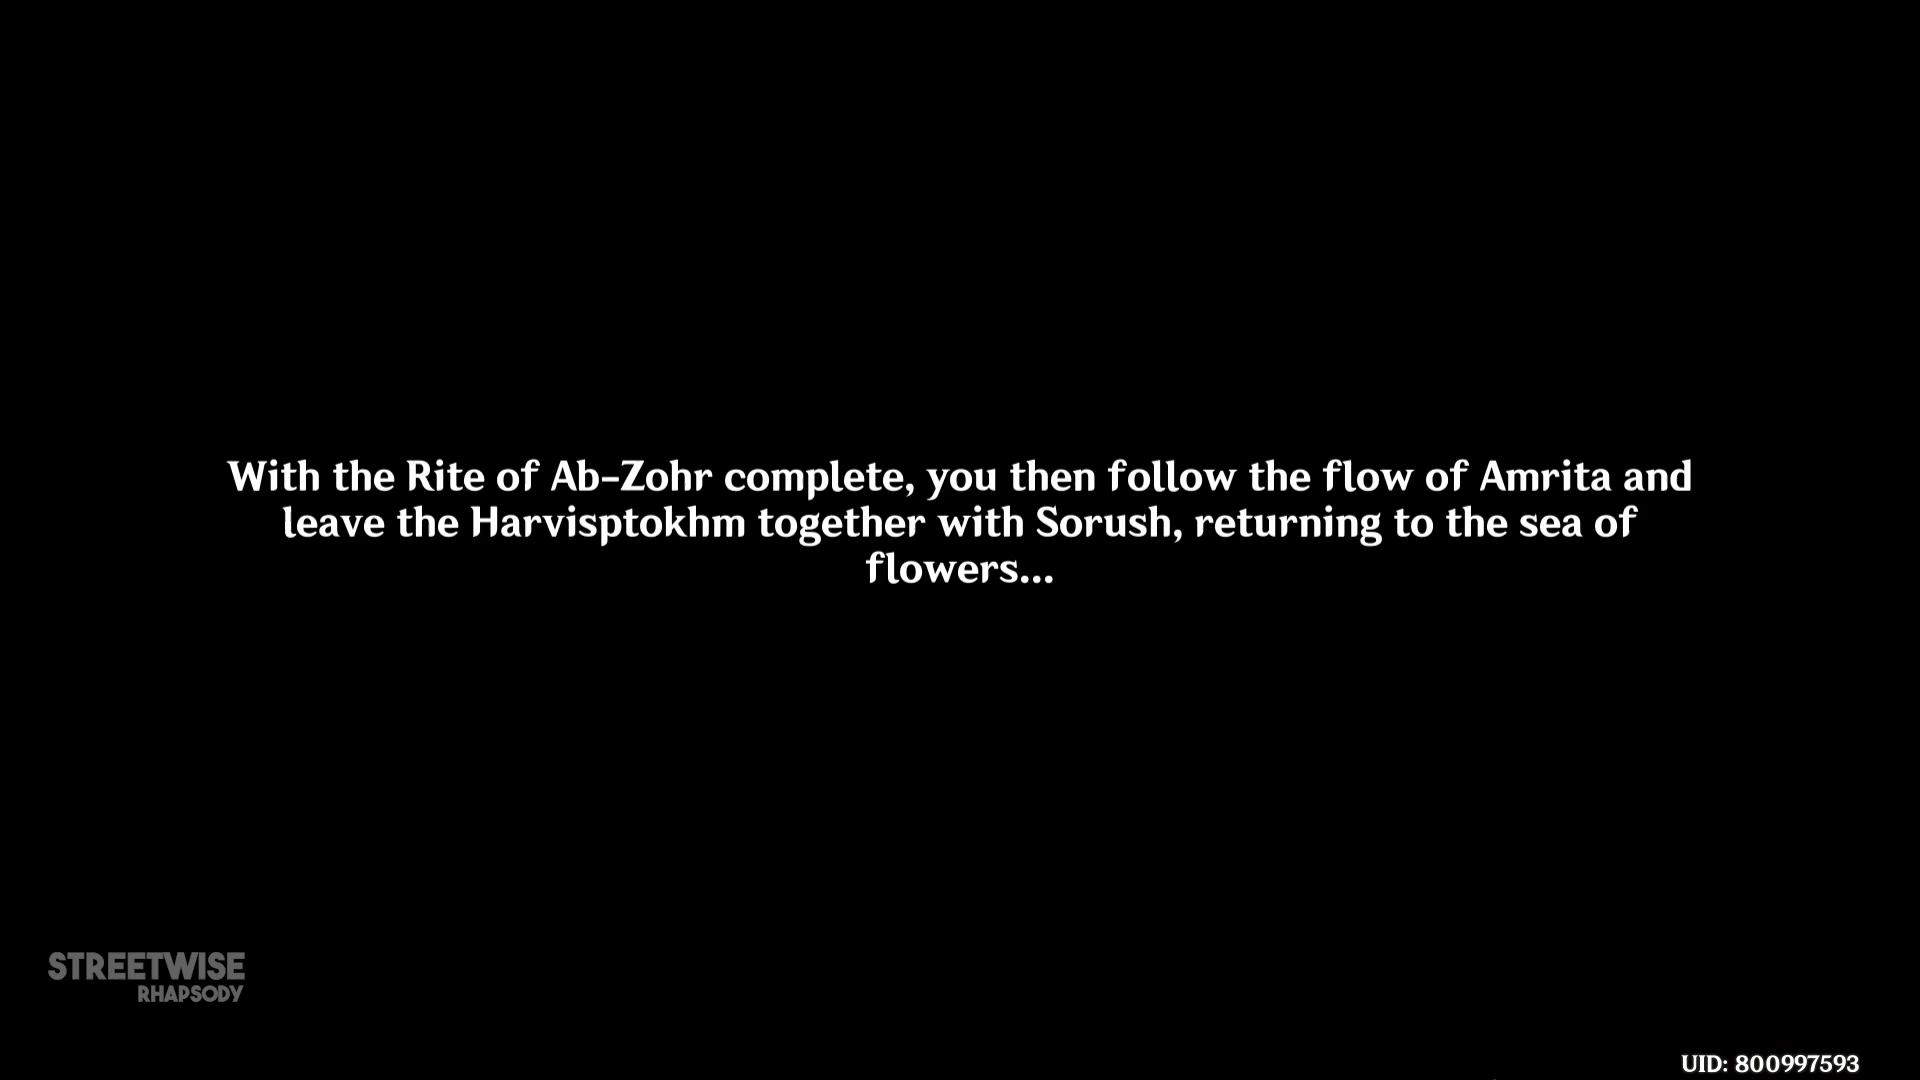 With the Rite of Ab-Zohr complete, you then follow the flow of Amrita and
leave the Harvisptokhm together with Sorush, returning to the sea of
flowers...
STREETWISE
RHAPSODY
UID: 800997593